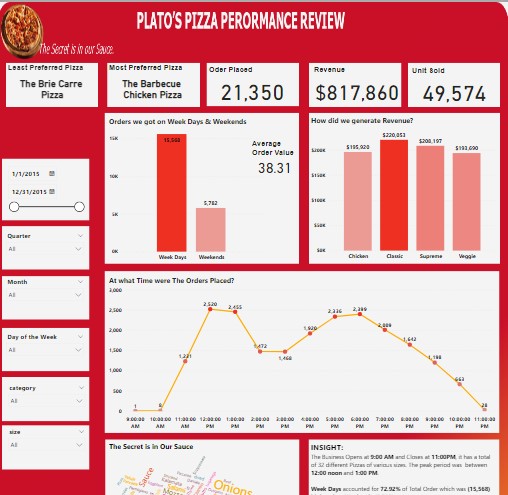 PLATO'S PIZZA PERORMANCE REVIEW
The Secret is in our Sauce.
Least Preferred Pizza
The Brie Carre
Pizza
Most Preferred Pizza
The Barbecue
Chicken Pizza
Oder Placed
21,350
Revenue
$817,860
Unit Sold
49,574
1/1/2015
12/31/2015
Quarter
All
Month
All
Day of the Week
All
category
All
size
All
Orders we got on Week Days & Weekends
15K
10K
5K
0K
15,568
5,782
Week Days Weekends
Average
Order Value
38.31
How did we generate Revenue?
$200K
$150K
$100K
$50K
$0K
$195,920
$220,053
$208,197
$193,690
Chicken Classic Supreme Veggie
At what Time were The Orders Placed?
3,000
2,500
2,000
1,500
1,000
500
0
1 8 1,231 2,520 2,455 1,472 1,468 1,920 2,336 2,399 2,009 1,642 1,198 663 28
9:00:00 10:00:00 11:00:00 12:00:00 1:00:00 2:00:00 3:00:00 4:00:00 5:00:00 6:00:00 7:00:00 8:00:00 9:00:00 10:00:00 11:00:00
AM AM AM PM PM PM PM PM PM PM PM PM PM PM PM
The Secret is in Our Sauce
Sauce
Onions
INSIGHT:
The Business Opens at 9:00 AM and Closes at 11:00PM, it has a
total of 32 different Pizzas of various sizes. The peak period was between
12:00 noon and 1:00 PM.
Week Days accounted for 72.92% of Total Order which was (15,568)